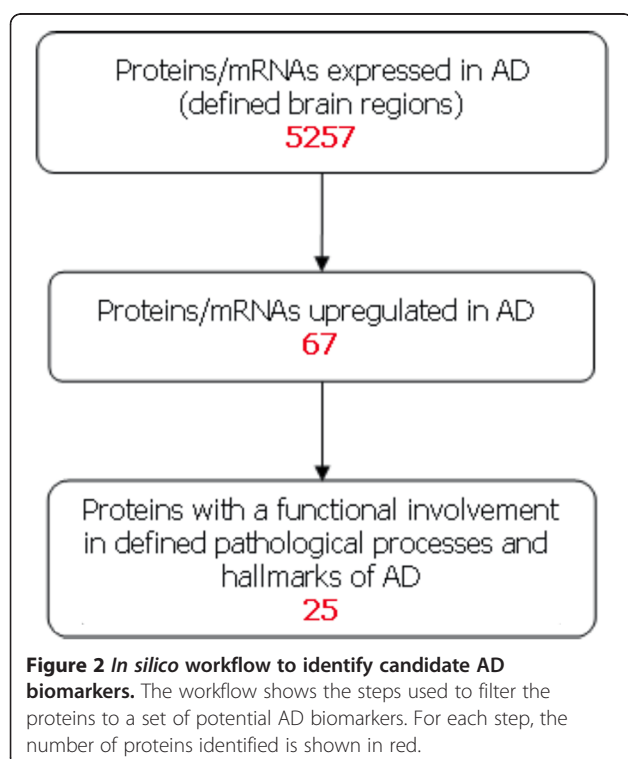 Proteins/mRNAs expressed in AD
(defined brain regions)
5257
Proteins/mRNAs upregulated in AD
67
Proteins with a functional involvement
in defined pathological processes and
hallmarks of AD
25
Figure 2 In silico workflow to identify candidate AD
biomarkers. The workflow shows the steps used to filter the
proteins to a set of potential AD biomarkers. For each step, the
number of proteins identified is shown in red.